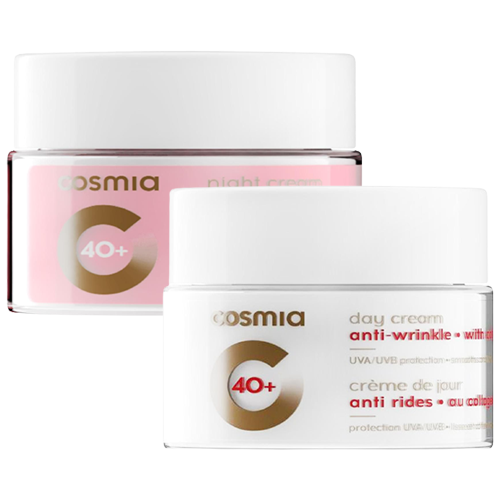 cosmia
night cream
40+
cosmia
day cream
anti-wrinkle • with
40+
UVA/UVB protection •
crème de jour
anti rides • au
protection UVA/UVB •